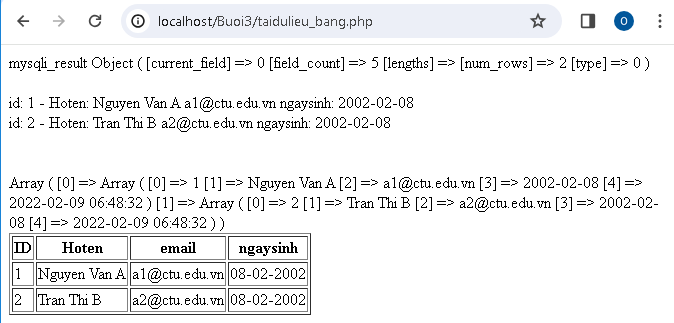 localhost/Buoi3/taidulieu_bang.php
O
mysqli_result Object ( [current_field] => 0 [field_count] => 5 [lengths] => [num_rows] => 2 [type] => 0 )
id: 1 - Hoten: Nguyen Van A a1@ctu.edu.vn ngaysinh: 2002-02-08
id: 2 - Hoten: Tran Thi B a2@ctu.edu.vn ngaysinh: 2002-02-08
Array ( [0] => Array ( [0] => 1 [1] => Nguyen Van A [2] => a1@ctu.edu.vn [3] => 2002-02-08 [4] =>
2022-02-09 06:48:32 ) [1] => Array ( [0] => 2 [1] => Tran Thi B [2] => a2@ctu.edu.vn [3] => 2002-02-
08 [4] => 2022-02-09 06:48:32 ) )
ID Hoten email ngaysinh
1 Nguyen Van A a1@ctu.edu.vn 08-02-2002
2 Tran Thi B a2@ctu.edu.vn 08-02-2002